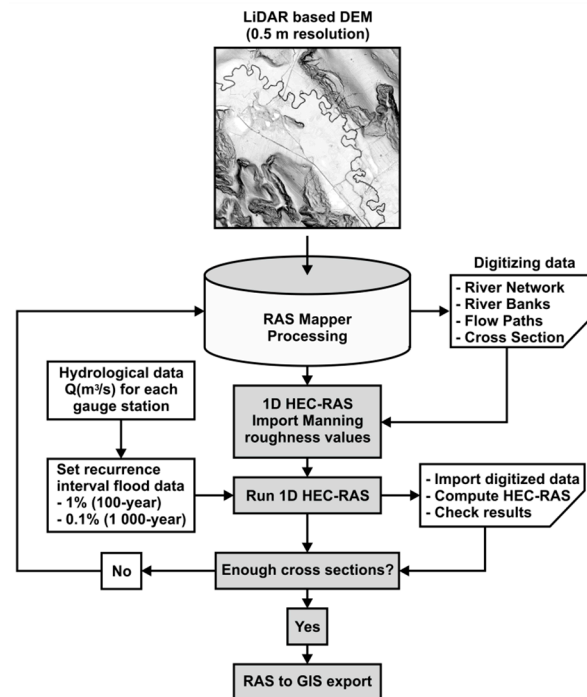 LiDAR based DEM
(0.5 m resolution)
Digitizing data
- River Network
- River Banks
- Flow Paths
- Cross Section
RAS Mapper
Processing
Hydrological data
Q(m³/s) for each
gauge station
1D HEC-RAS
Import Manning
roughness values
Set recurrence
interval flood data
- 1% (100-year)
- 0.1% (1 000-year)
Run 1D HEC-RAS
- Import digitized data
- Compute HEC-RAS
- Check results
No
Enough cross sections?
Yes
RAS to GIS export